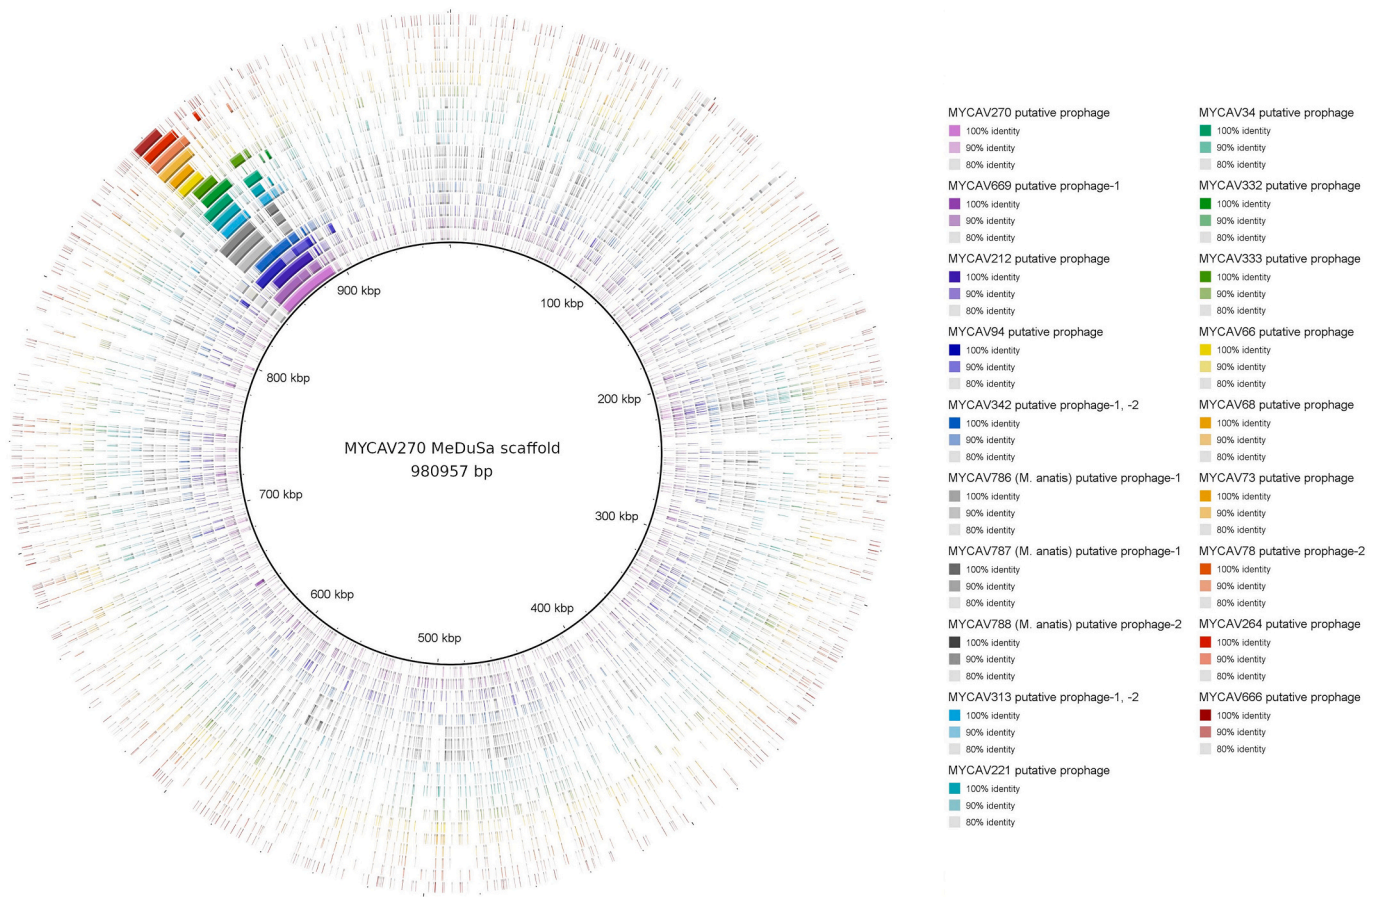 900 kbp
100 kbp
800 kbp
200 kbp
MYCAV270 MeDuSa scaffold
980957 bp
700 kbp
300 kbp
600 kbp
400 kbp
500 kbp
MYCAV270 putative prophage
100% identity
90% identity
80% identity
MYCAV669 putative prophage-1
100% identity
90% identity
80% identity
MYCAV212 putative prophage
100% identity
90% identity
80% identity
MYCAV94 putative prophage
100% identity
90% identity
80% identity
MYCAV342 putative prophage-1, -2
100% identity
90% identity
80% identity
MYCAV786 (M. anatis) putative prophage-1
100% identity
90% identity
80% identity
MYCAV787 (M. anatis) putative prophage-1
100% identity
90% identity
80% identity
MYCAV788 (M. anatis) putative prophage-2
100% identity
90% identity
80% identity
MYCAV313 putative prophage-1, -2
100% identity
90% identity
80% identity
MYCAV221 putative prophage
100% identity
90% identity
80% identity
MYCAV34 putative prophage
100% identity
90% identity
80% identity
MYCAV332 putative prophage
100% identity
90% identity
80% identity
MYCAV333 putative prophage
100% identity
90% identity
80% identity
MYCAV66 putative prophage
100% identity
90% identity
80% identity
MYCAV68 putative prophage
100% identity
90% identity
80% identity
MYCAV73 putative prophage
100% identity
90% identity
80% identity
MYCAV78 putative prophage-2
100% identity
90% identity
80% identity
MYCAV264 putative prophage
100% identity
90% identity
80% identity
MYCAV666 putative prophage
100% identity
90% identity
80% identity